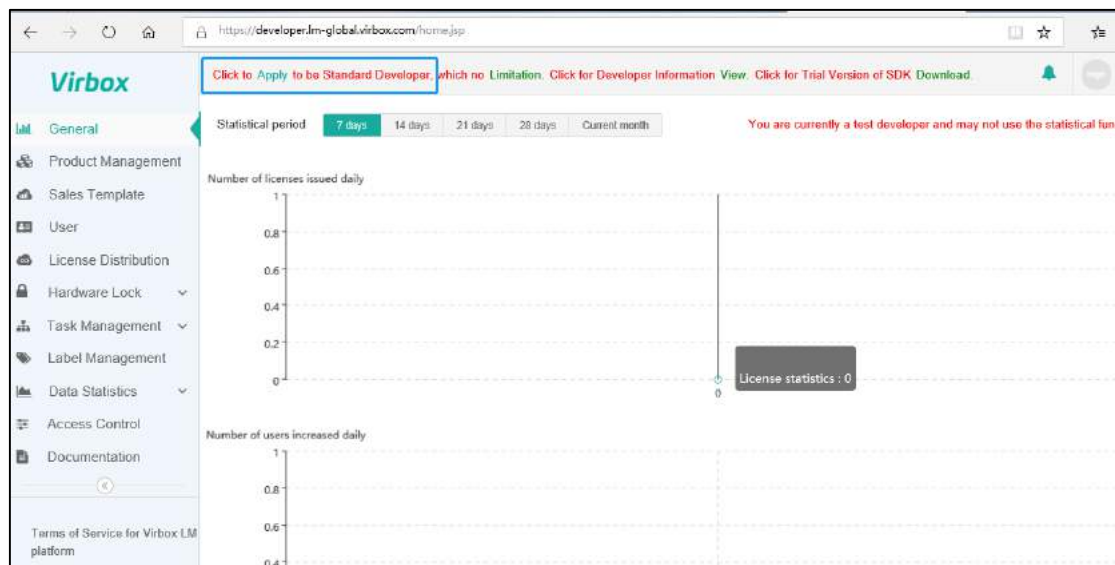 https://developer.lm-global.virbox.com/home.jsp
Virbox
Click to Apply to be Standard Developer, which no Limitation. Click for Developer Information View. Click for Trial Version of SDK Download.
General
Product Management
Sales Template
User
License Distribution
Hardware Lock
Task Management
Label Management
Data Statistics
Access Control
Documentation
Terms of Service for Virbox LM
platform
Statistical period 7 days 14 days 21 days 28 days Current month
You are currently a test developer and may not use the statistical fun
Number of licenses issued daily
1
0.8
0.6
0.4
0.2
0
License statistics : 0
0
Number of users increased daily
1
0.8
0.6
0.4